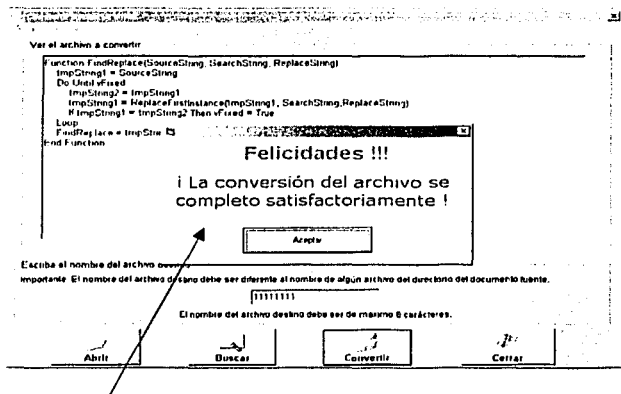 Ver el archivo a convertir
Function FindReplace(SourceString, SearchString, ReplaceString)
tmpString1 = SourceString
Do Until vFixed
tmpString2 = tmpString1
tmpString1 = ReplaceFirstInstance(tmpString1, SearchString,ReplaceString)
If tmpString1 = tmpString2 Then vFixed = True
Loop
FindReplace = tmpStri
End Function
Felicidades !!!
¡ La conversión del archivo se
completo satisfactoriamente !
Aceptar
Escriba el nombre del archivo
Importante. El nombre del archivo destino debe ser diferente al nombre de algún archivo del directorio del documento fuente.
11111111
El nombre del archivo destino debe ser de maximo 8 carácteres.
Abrir
Buscar
Convertir
Cerrar